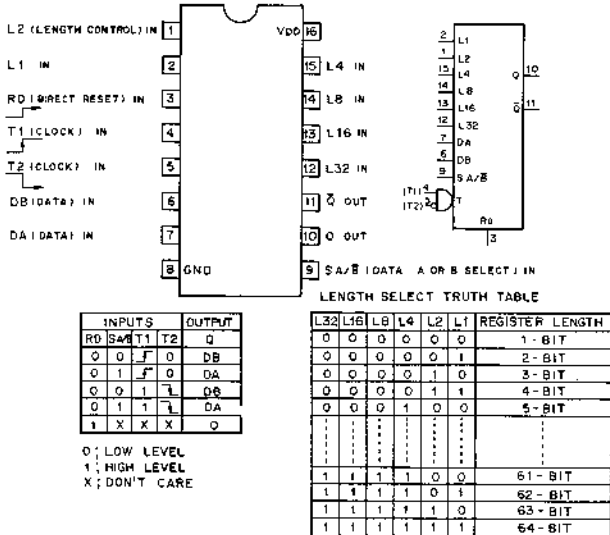 L2 (LENGTH CONTROL) IN 1
L1 IN 2
RD (DIRECT RESET) IN 3
T1 (CLOCK) IN 4
T2 (CLOCK) IN 5
DB (DATA) IN 6
DA (DATA) IN 7
8 GND
VDD 16
15 L4 IN
14 L8 IN
13 L16 IN
12 L32 IN
11 Q̅ OUT
10 Q OUT
9 SA/B̅ (DATA A OR B SELECT) IN
2 L1
1 L2
15 L4
14 L8
13 L16
12 L32
7 DA
6 DB
9 SA/B̅
(T1) 4
(T2)
T
Q 10
Q̅ 11
RD
3
INPUTS OUTPUT
RD SA/B T1 T2 Q
0 0 0 DB
0 1 0 DA
0 0 1 DB
0 1 1 DA
1 X X X 0
0 ; LOW LEVEL
1 ; HIGH LEVEL
X ; DON'T CARE
LENGTH SELECT TRUTH TABLE
L32 L16 L8 L4 L2 L1 REGISTER LENGTH
0 0 0 0 0 0 1 - BIT
0 0 0 0 0 1 2 - BIT
0 0 0 0 1 0 3 - BIT
0 0 0 0 1 1 4 - BIT
0 0 0 1 0 0 5 - BIT
1 1 1 1 0 0 61 - BIT
1 1 1 1 0 1 62 - BIT
1 1 1 1 1 0 63 - BIT
1 1 1 1 1 1 64 - BIT